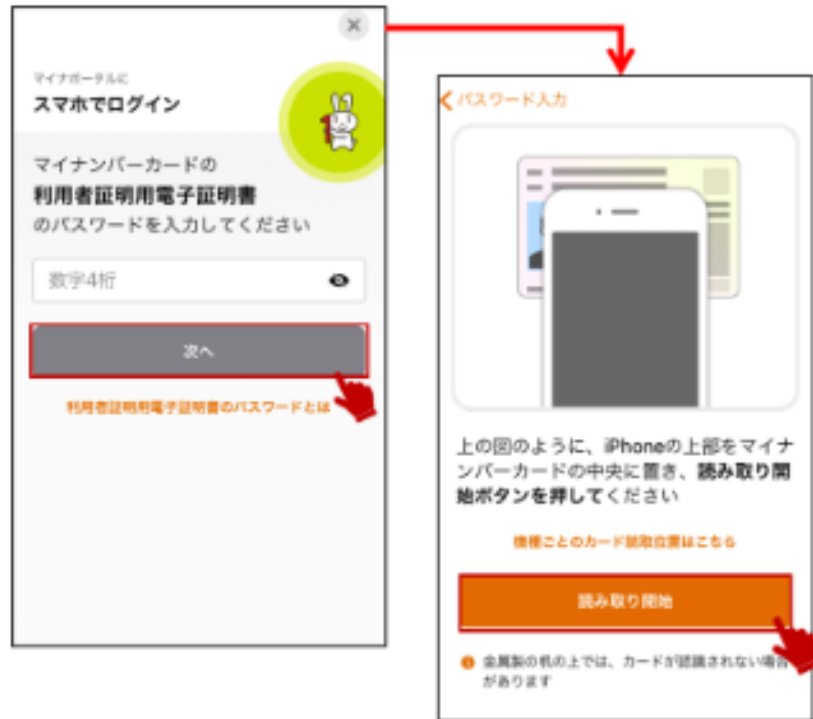 マイナポータルに
スマホでログイン
マイナンバーカードの
利用者証明用電子証明書
のパスワードを入力してください
数字4桁
次へ
利用者証明用電子証明書のパスワードとは
パスワード入力
上の図のように、iPhoneの上部をマイナ
ンバーカードの中央に置き、読み取り開
始ボタンを押してください
機種ごとのカード読取位置はこちら
読み取り開始
金属製の机の上では、カードが認識されない場合
があります